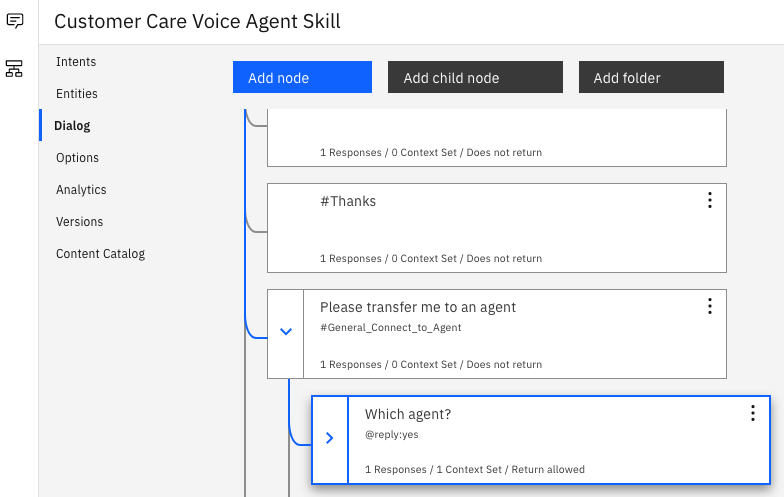 Customer Care Voice Agent Skill
Intents
Entities
Dialog
Options
Analytics
Versions
Content Catalog
Add node
Add child node
Add folder
1 Responses / 0 Context Set / Does not return
#Thanks
1 Responses / 0 Context Set / Does not return
Please transfer me to an agent
#General_Connect_to_Agent
1 Responses / 0 Context Set / Does not return
Which agent?
@reply:yes
1 Responses / 1 Context Set / Return allowed